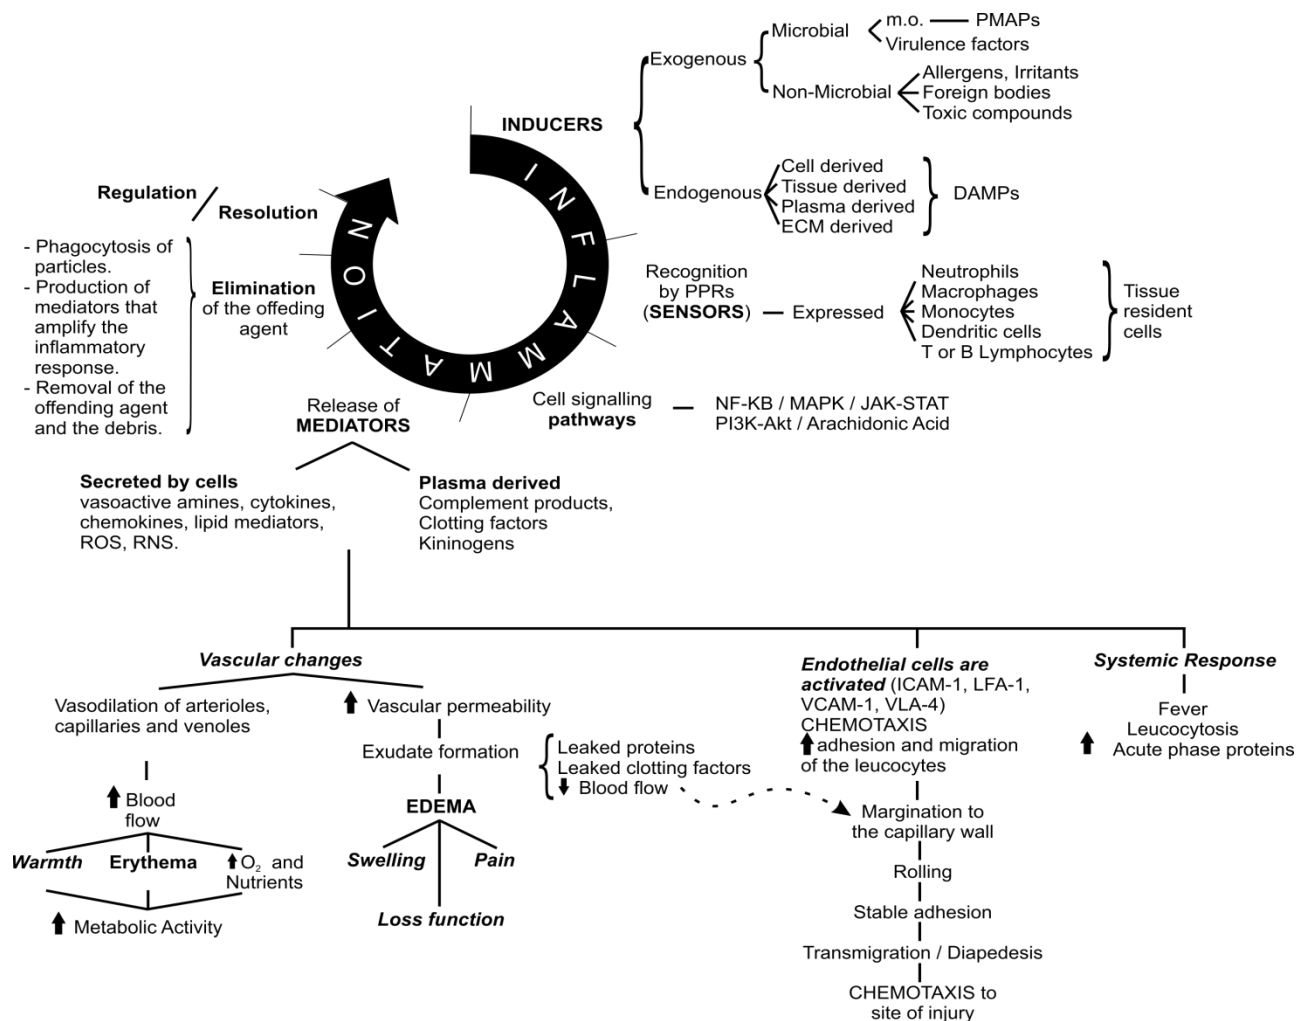 m.o. — PMAPs
Microbial
Virulence factors
Exogenous
Allergens, Irritants
Non-Microbial
Foreign bodies
Toxic compounds
INDUCERS
Cell derived
Tissue derived
Endogenous
DAMPs
Plasma derived
ECM derived
INFLAMMATION
Recognition
by PPRs
(SENSORS) — Expressed
Neutrophils
Macrophages
Monocytes
Dendritic cells
T or B Lymphocytes
Tissue
resident
cells
Cell signalling
pathways
— NF-KB / MAPK / JAK-STAT
PI3K-Akt / Arachidonic Acid
Regulation
/ Resolution
- Phagocytosis of
particles.
- Production of
mediators that
amplify the
inflammatory
response.
- Removal of the
offending agent
and the debris.
Elimination
of the offeding
agent
Release of
MEDIATORS
Secreted by cells
vasoactive amines, cytokines,
chemokines, lipid mediators,
ROS, RNS.
Plasma derived
Complement products,
Clotting factors
Kininogens
Vascular changes
Vasodilation of arterioles,
capillaries and venoles
Blood
flow
Warmth
Erythema
O₂ and
Nutrients
Metabolic Activity
Vascular permeability
Exudate formation
Leaked proteins
Leaked clotting factors
Blood flow
EDEMA
Swelling
Pain
Loss function
Endothelial cells are
activated (ICAM-1, LFA-1,
VCAM-1, VLA-4)
CHEMOTAXIS
adhesion and migration
of the leucocytes
Margination to
the capillary wall
Rolling
Stable adhesion
Transmigration / Diapedesis
CHEMOTAXIS to
site of injury
Systemic Response
Fever
Leucocytosis
Acute phase proteins